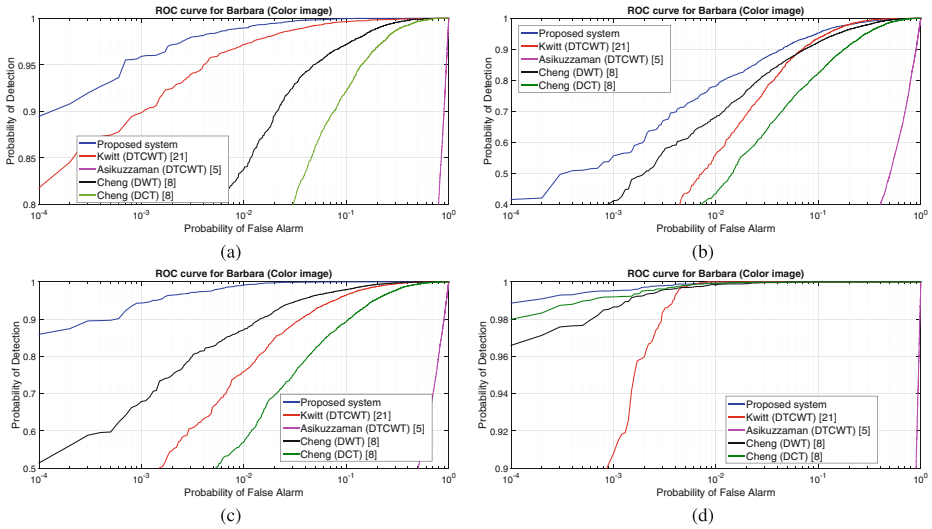 ROC curve for Barbara (Color image)
Probability of Detection
1
0.95
0.9
0.85
0.8
Proposed system
Kwitt (DTCWT) [21]
Asikuzzaman (DTCWT) [5]
Cheng (DWT) [8]
Cheng (DCT) [8]
10^-4 10^-3 10^-2 10^-1 10^0
Probability of False Alarm
(a)
ROC curve for Barbara (Color image)
Probability of Detection
1
0.9
0.8
0.7
0.6
0.5
0.4
Proposed system
Kwitt (DTCWT) [21]
Asikuzzaman (DTCWT) [5]
Cheng (DWT) [8]
Cheng (DCT) [8]
10^-4 10^-3 10^-2 10^-1 10^0
Probability of False Alarm
(b)
ROC curve for Barbara (Color image)
Probability of Detection
1
0.9
0.8
0.7
0.6
0.5
Proposed system
Kwitt (DTCWT) [21]
Asikuzzaman (DTCWT) [5]
Cheng (DWT) [8]
Cheng (DCT) [8]
10^-4 10^-3 10^-2 10^-1 10^0
Probability of False Alarm
(c)
ROC curve for Barbara (Color image)
Probability of Detection
1
0.98
0.96
0.94
0.92
0.9
Proposed system
Kwitt (DTCWT) [21]
Asikuzzaman (DTCWT) [5]
Cheng (DWT) [8]
Cheng (DCT) [8]
10^-4 10^-3 10^-2 10^-1 10^0
Probability of False Alarm
(d)